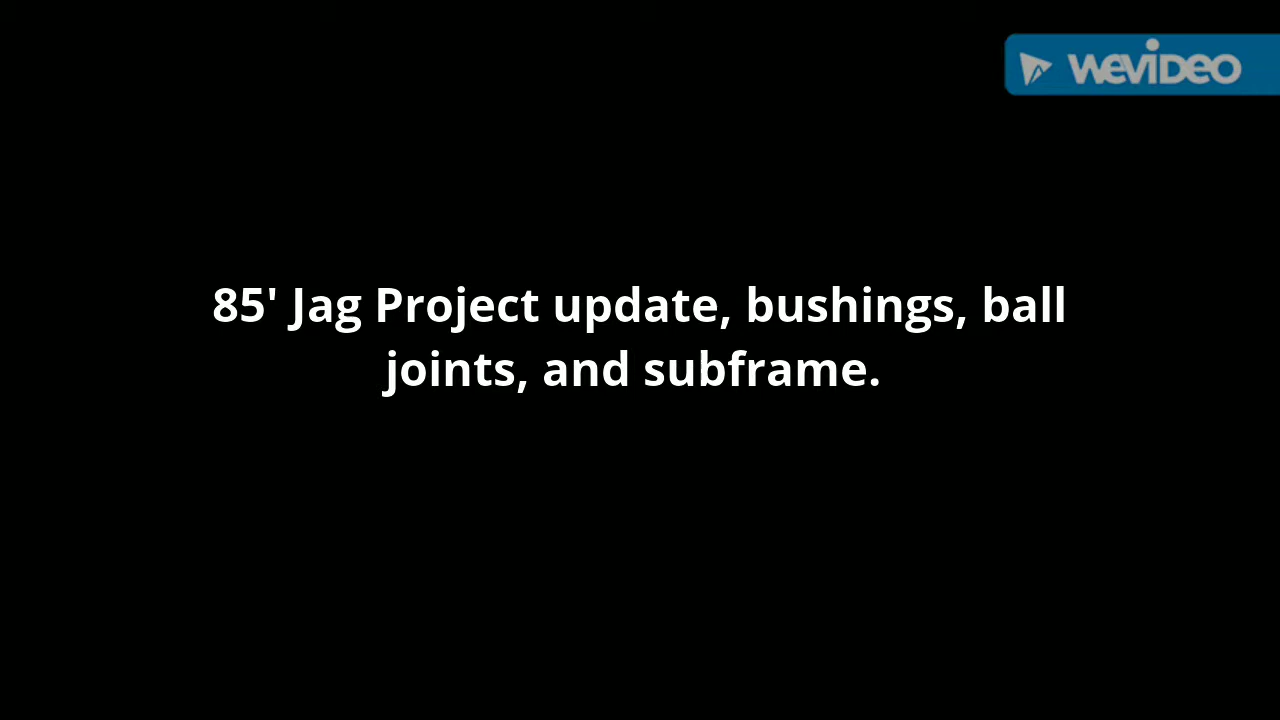 WeVideo
85' Jag Project update, bushings, ball
joints, and subframe.